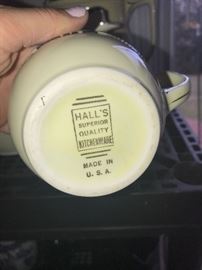 HALL'S
SUPERIOR
QUALITY
KITCHENWARE
MADE IN
U. S. A.